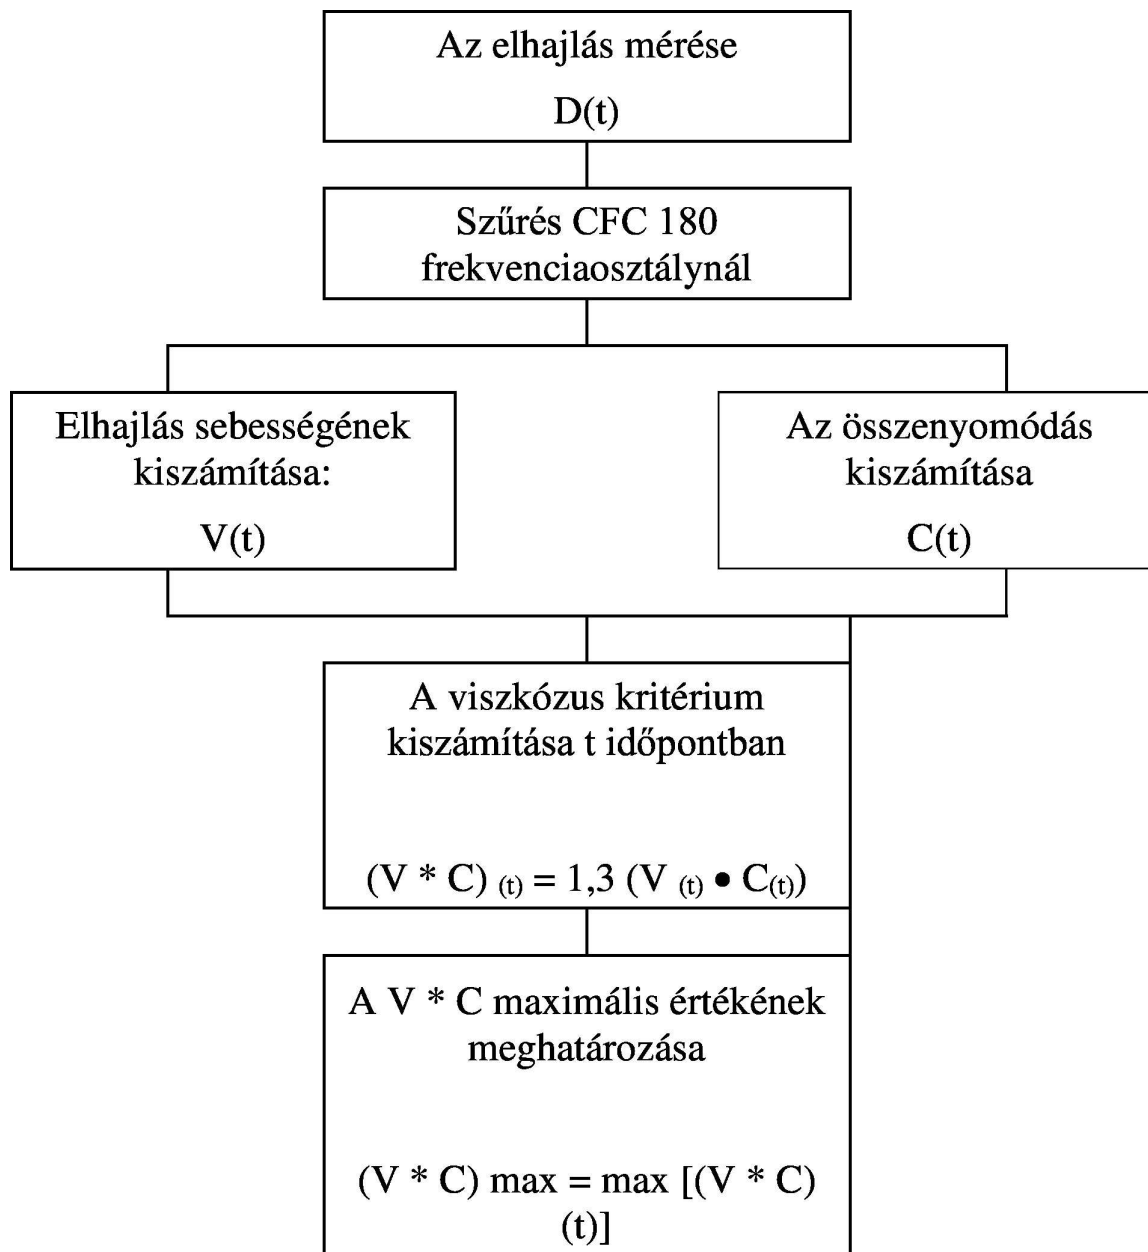 Az elhajlás mérése
D(t)
Szűrés CFC 180
frekvenciaosztálynál
Elhajlás sebességének
kiszámítása:
V(t)
Az összenyomódás
kiszámítása
C(t)
A viszkózus kritérium
kiszámítása t időpontban
(V * C) (t) = 1,3 (V (t) ● C(t))
A V * C maximális értékének
meghatározása
(V * C) max = max [(V * C)
(t)]